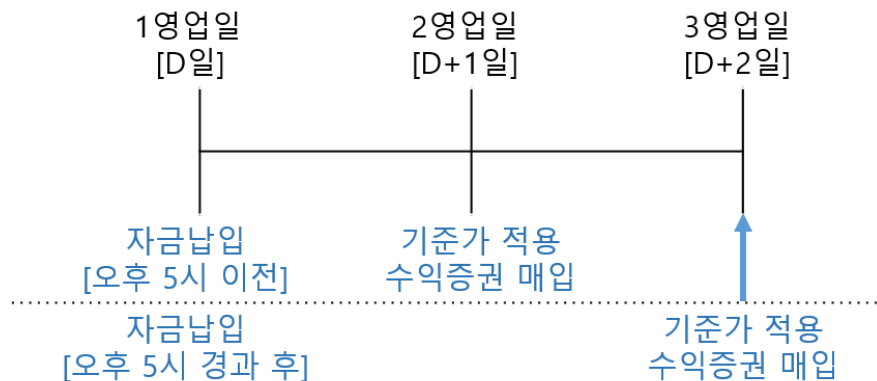 1영업일 2영업일 3영업일
[D일] [D+1일] [D+2일]
자금납입 기준가 적용
[오후 5시 이전] 수익증권 매입
자금납입 기준가 적용
[오후 5시 경과 후] 수익증권 매입